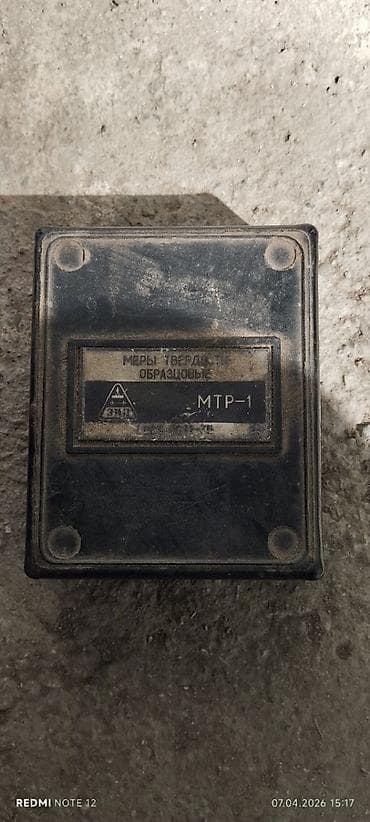 МЕРЫ ТВЕРДОСТИ
ОБРАЗЦОВЫЕ
МТР-1
REDMI NOTE 12
07.04.2026 15:17